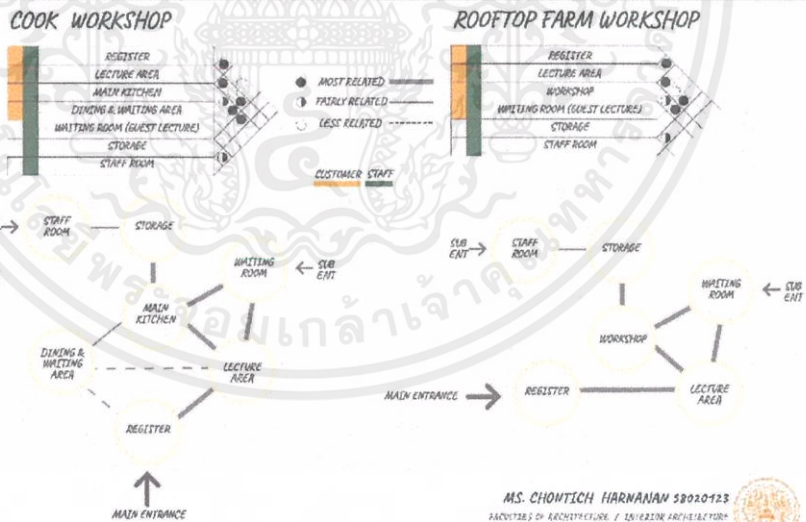 COOK WORKSHOP
REGISTER
LECTURE AREA
MAIN KITCHEN
DINING & WAITING AREA
WAITING ROOM (GUEST LECTURE)
STORAGE
STAFF ROOM
MOST RELATED
FAIRLY RELATED
LESS RELATED
CUSTOMER STAFF
ROOFTOP FARM WORKSHOP
REGISTER
LECTURE AREA
WORKSHOP
WAITING ROOM (GUEST LECTURE)
STORAGE
STAFF ROOM
STAFF
ROOM
STORAGE
WAITING
ROOM
SUB
ENT
MAIN
KITCHEN
DINING &
WAITING
AREA
LECTURE
AREA
REGISTER
MAIN ENTRANCE
SUB
ENT
STAFF
ROOM
STORAGE
WAITING
ROOM
SUB
ENT
WORKSHOP
MAIN ENTRANCE
REGISTER
LECTURE
AREA
MS. CHONTICH HARNANAN 58020123
FACULTIES OF ARCHITECTURE / INTERIOR ARCHITECTURE